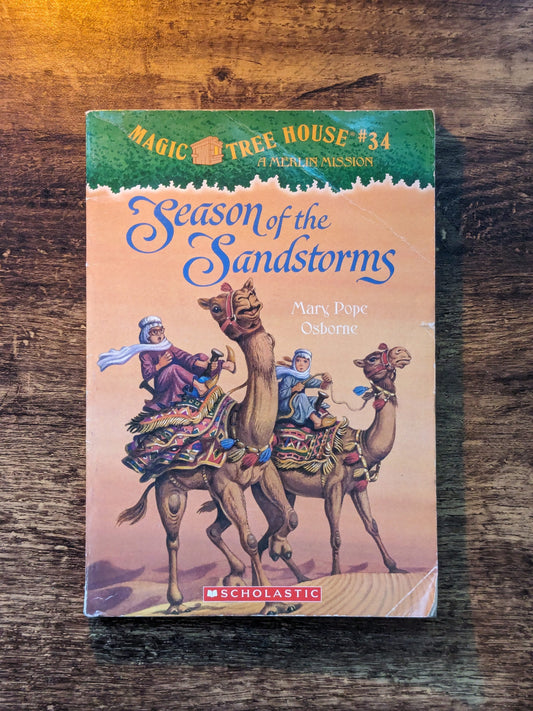 MAGIC TREE HOUSE® #34
A MERLIN MISSION
Season of the
Sandstorms
Mary Pope
Osborne
SCHOLASTIC